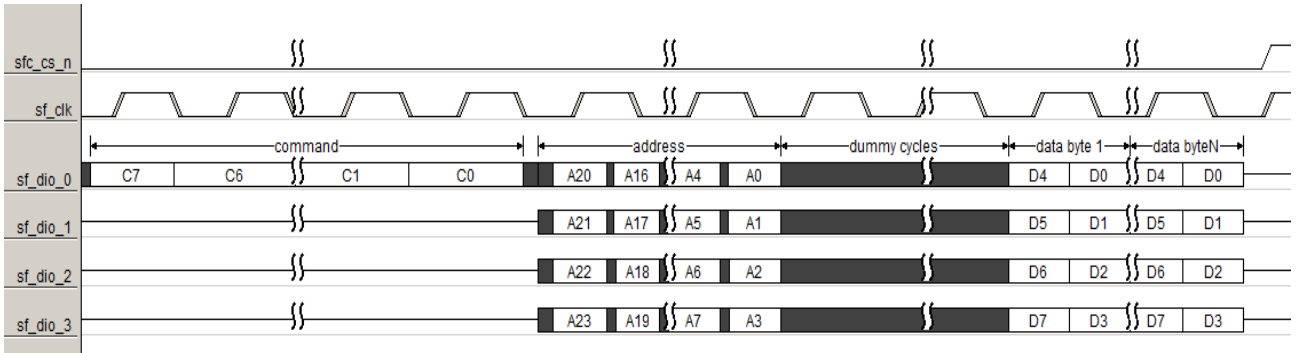 sfc_cs_n
sf_clk
command address dummy cycles data byte 1 data byteN
sf_dio_0 C7 C6 C1 C0 A20 A16 A4 A0 D4 D0 D4 D0
sf_dio_1 A21 A17 A5 A1 D5 D1 D5 D1
sf_dio_2 A22 A18 A6 A2 D6 D2 D6 D2
sf_dio_3 A23 A19 A7 A3 D7 D3 D7 D3